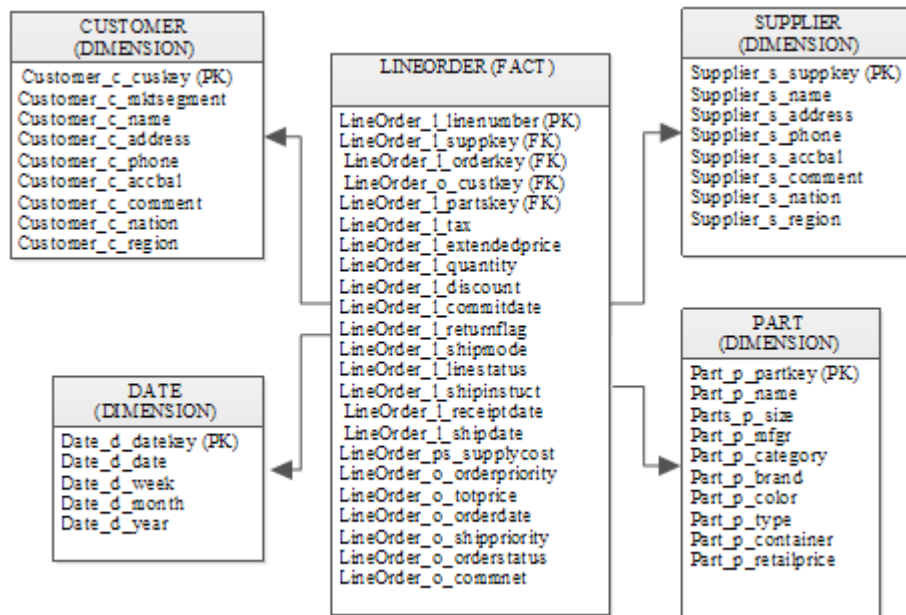 CUSTOMER
(DIMENSION)
Customer_c_cuskey (PK)
Customer_c_mktsegment
Customer_c_name
Customer_c_address
Customer_c_phone
Customer_c_accbal
Customer_c_comment
Customer_c_nation
Customer_c_region
DATE
(DIMENSION)
Date_d_datekey (PK)
Date_d_date
Date_d_week
Date_d_month
Date_d_year
LINEORDER (FACT)
LineOrder_l_linenumber (PK)
LineOrder_l_suppkey (FK)
LineOrder_l_orderkey (FK)
LineOrder_o_custkey (FK)
LineOrder_l_partskey (FK)
LineOrder_l_tax
LineOrder_l_extendedprice
LineOrder_l_quantity
LineOrder_l_discount
LineOrder_l_commitdate
LineOrder_l_returnflag
LineOrder_l_shipmode
LineOrder_l_linestatus
LineOrder_l_shipinstuct
LineOrder_l_receiptdate
LineOrder_l_shipdate
LineOrder_ps_supplycost
LineOrder_o_orderpriority
LineOrder_o_totprice
LineOrder_o_orderdate
LineOrder_o_shippriority
LineOrder_o_orderstatus
LineOrder_o_commnet
SUPPLIER
(DIMENSION)
Supplier_s_suppkey (PK)
Supplier_s_name
Supplier_s_address
Supplier_s_phone
Supplier_s_accbal
Supplier_s_comment
Supplier_s_nation
Supplier_s_region
PART
(DIMENSION)
Part_p_partkey (PK)
Part_p_name
Parts_p_size
Part_p_mfgr
Part_p_category
Part_p_brand
Part_p_color
Part_p_type
Part_p_container
Part_p_retailprice